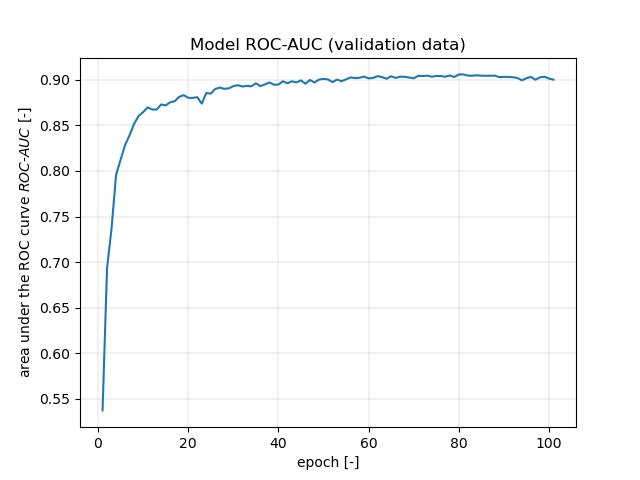 Model ROC-AUC (validation data)
area under the ROC curve ROC-AUC [-]
0.90
0.85
0.80
0.75
0.70
0.65
0.60
0.55
0 20 40 60 80 100
epoch [-]